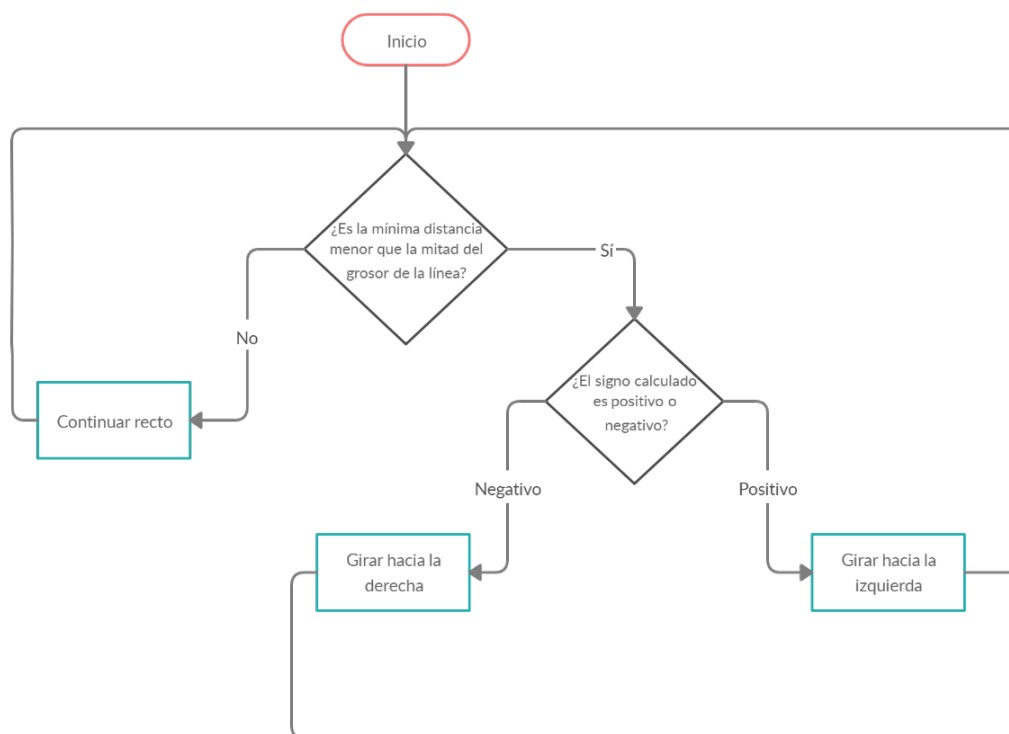 Inicio
¿Es la mínima distancia
menor que la mitad del
grosor de la línea?
Sí
No
¿El signo calculado
es positivo o
negativo?
Continuar recto
Negativo
Positivo
Girar hacia la
derecha
Girar hacia la
izquierda